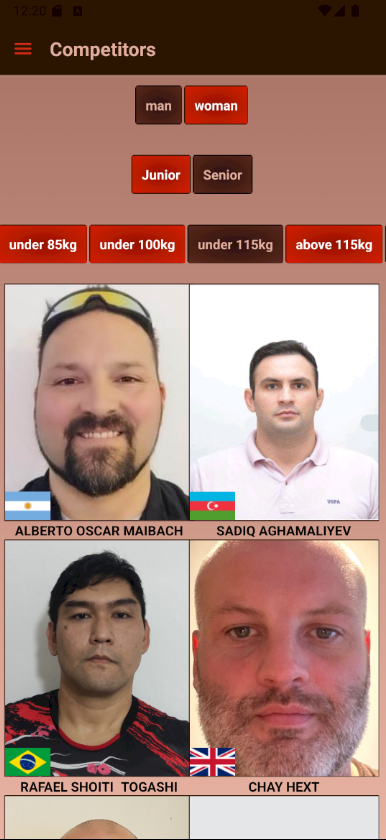 12:20
Competitors
man woman
Junior Senior
under 85kg under 100kg under 115kg above 115kg
ALBERTO OSCAR MAIBACH SADIQ AGHAMALIYEV
RAFAEL SHOITI TOGASHI CHAY HEXT